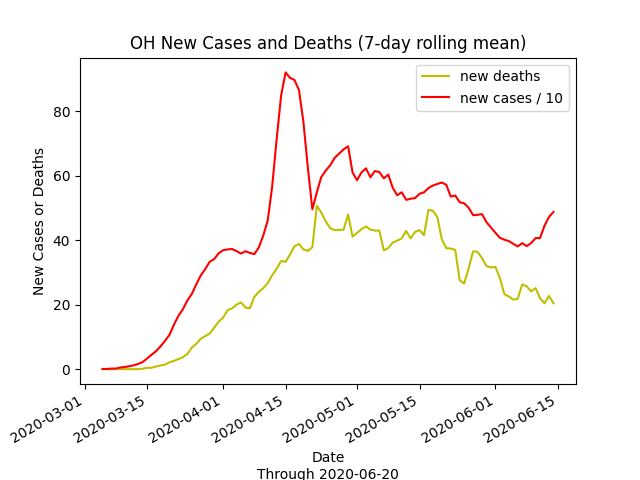 OH New Cases and Deaths (7-day rolling mean)
new deaths
new cases / 10
New Cases or Deaths
80
60
40
20
0
2020-03-01
2020-03-15
2020-04-01
2020-04-15
2020-05-01
2020-05-15
2020-06-01
2020-06-15
Date
Through 2020-06-20